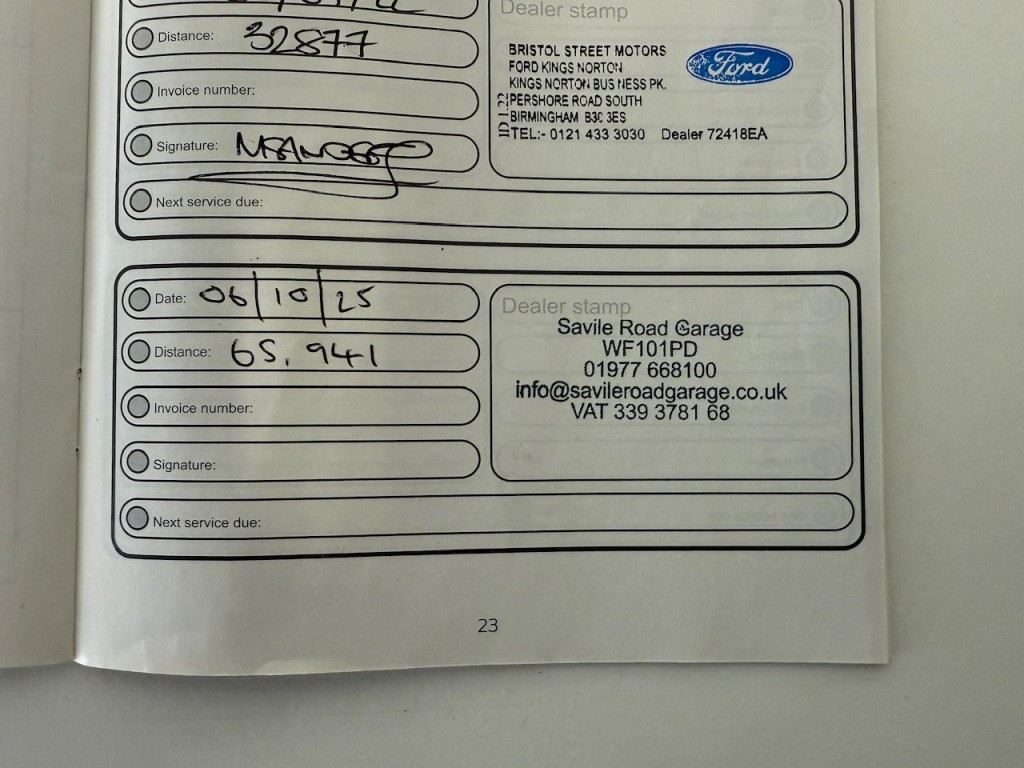 Dealer stamp
Distance: 32877
BRISTOL STREET MOTORS
FORD KINGS NORTON
KINGS NORTON BUS NESS PK.
PERSHORE ROAD SOUTH
BIRMINGHAM B3C 3ES
TEL:- 0121 433 3030 Dealer 72418EA
Ford
Invoice number:
Signature:
Next service due:
Date: 06/10/25
Distance: 65,941
Invoice number:
Signature:
Next service due:
Dealer stamp
Savile Road Garage
WF101PD
01977 668100
info@savileroadgarage.co.uk
VAT 339 3781 68
23